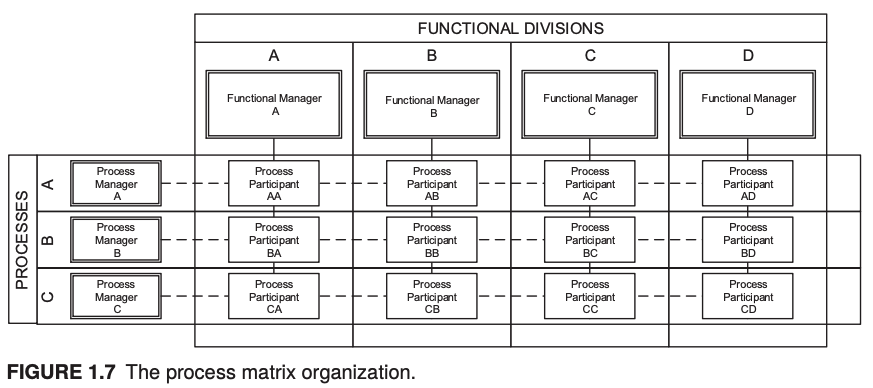 FUNCTIONAL DIVISIONS
A
B
C
D
Functional Manager
A
Functional Manager
B
Functional Manager
C
Functional Manager
D
PROCESSES
A
Process
Manager
A
Process
Participant
AA
Process
Participant
AB
Process
Participant
AC
Process
Participant
AD
B
Process
Manager
B
Process
Participant
BA
Process
Participant
BB
Process
Participant
BC
Process
Participant
BD
C
Process
Manager
C
Process
Participant
CA
Process
Participant
CB
Process
Participant
CC
Process
Participant
CD
FIGURE 1.7 The process matrix organization.